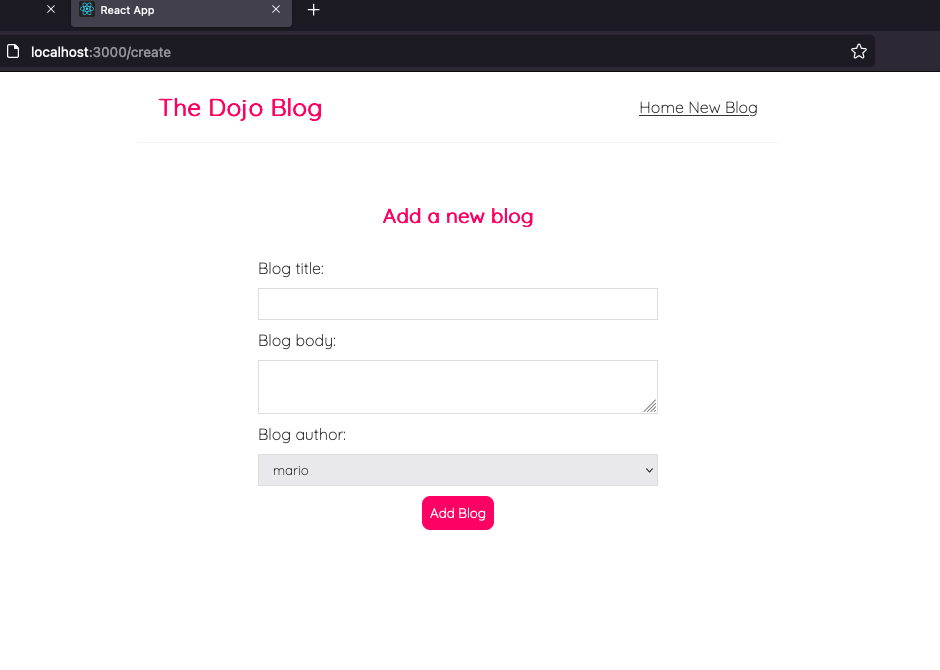 React App
localhost:3000/create
The Dojo Blog
Home New Blog
Add a new blog
Blog title:
Blog body:
Blog author:
mario
Add Blog